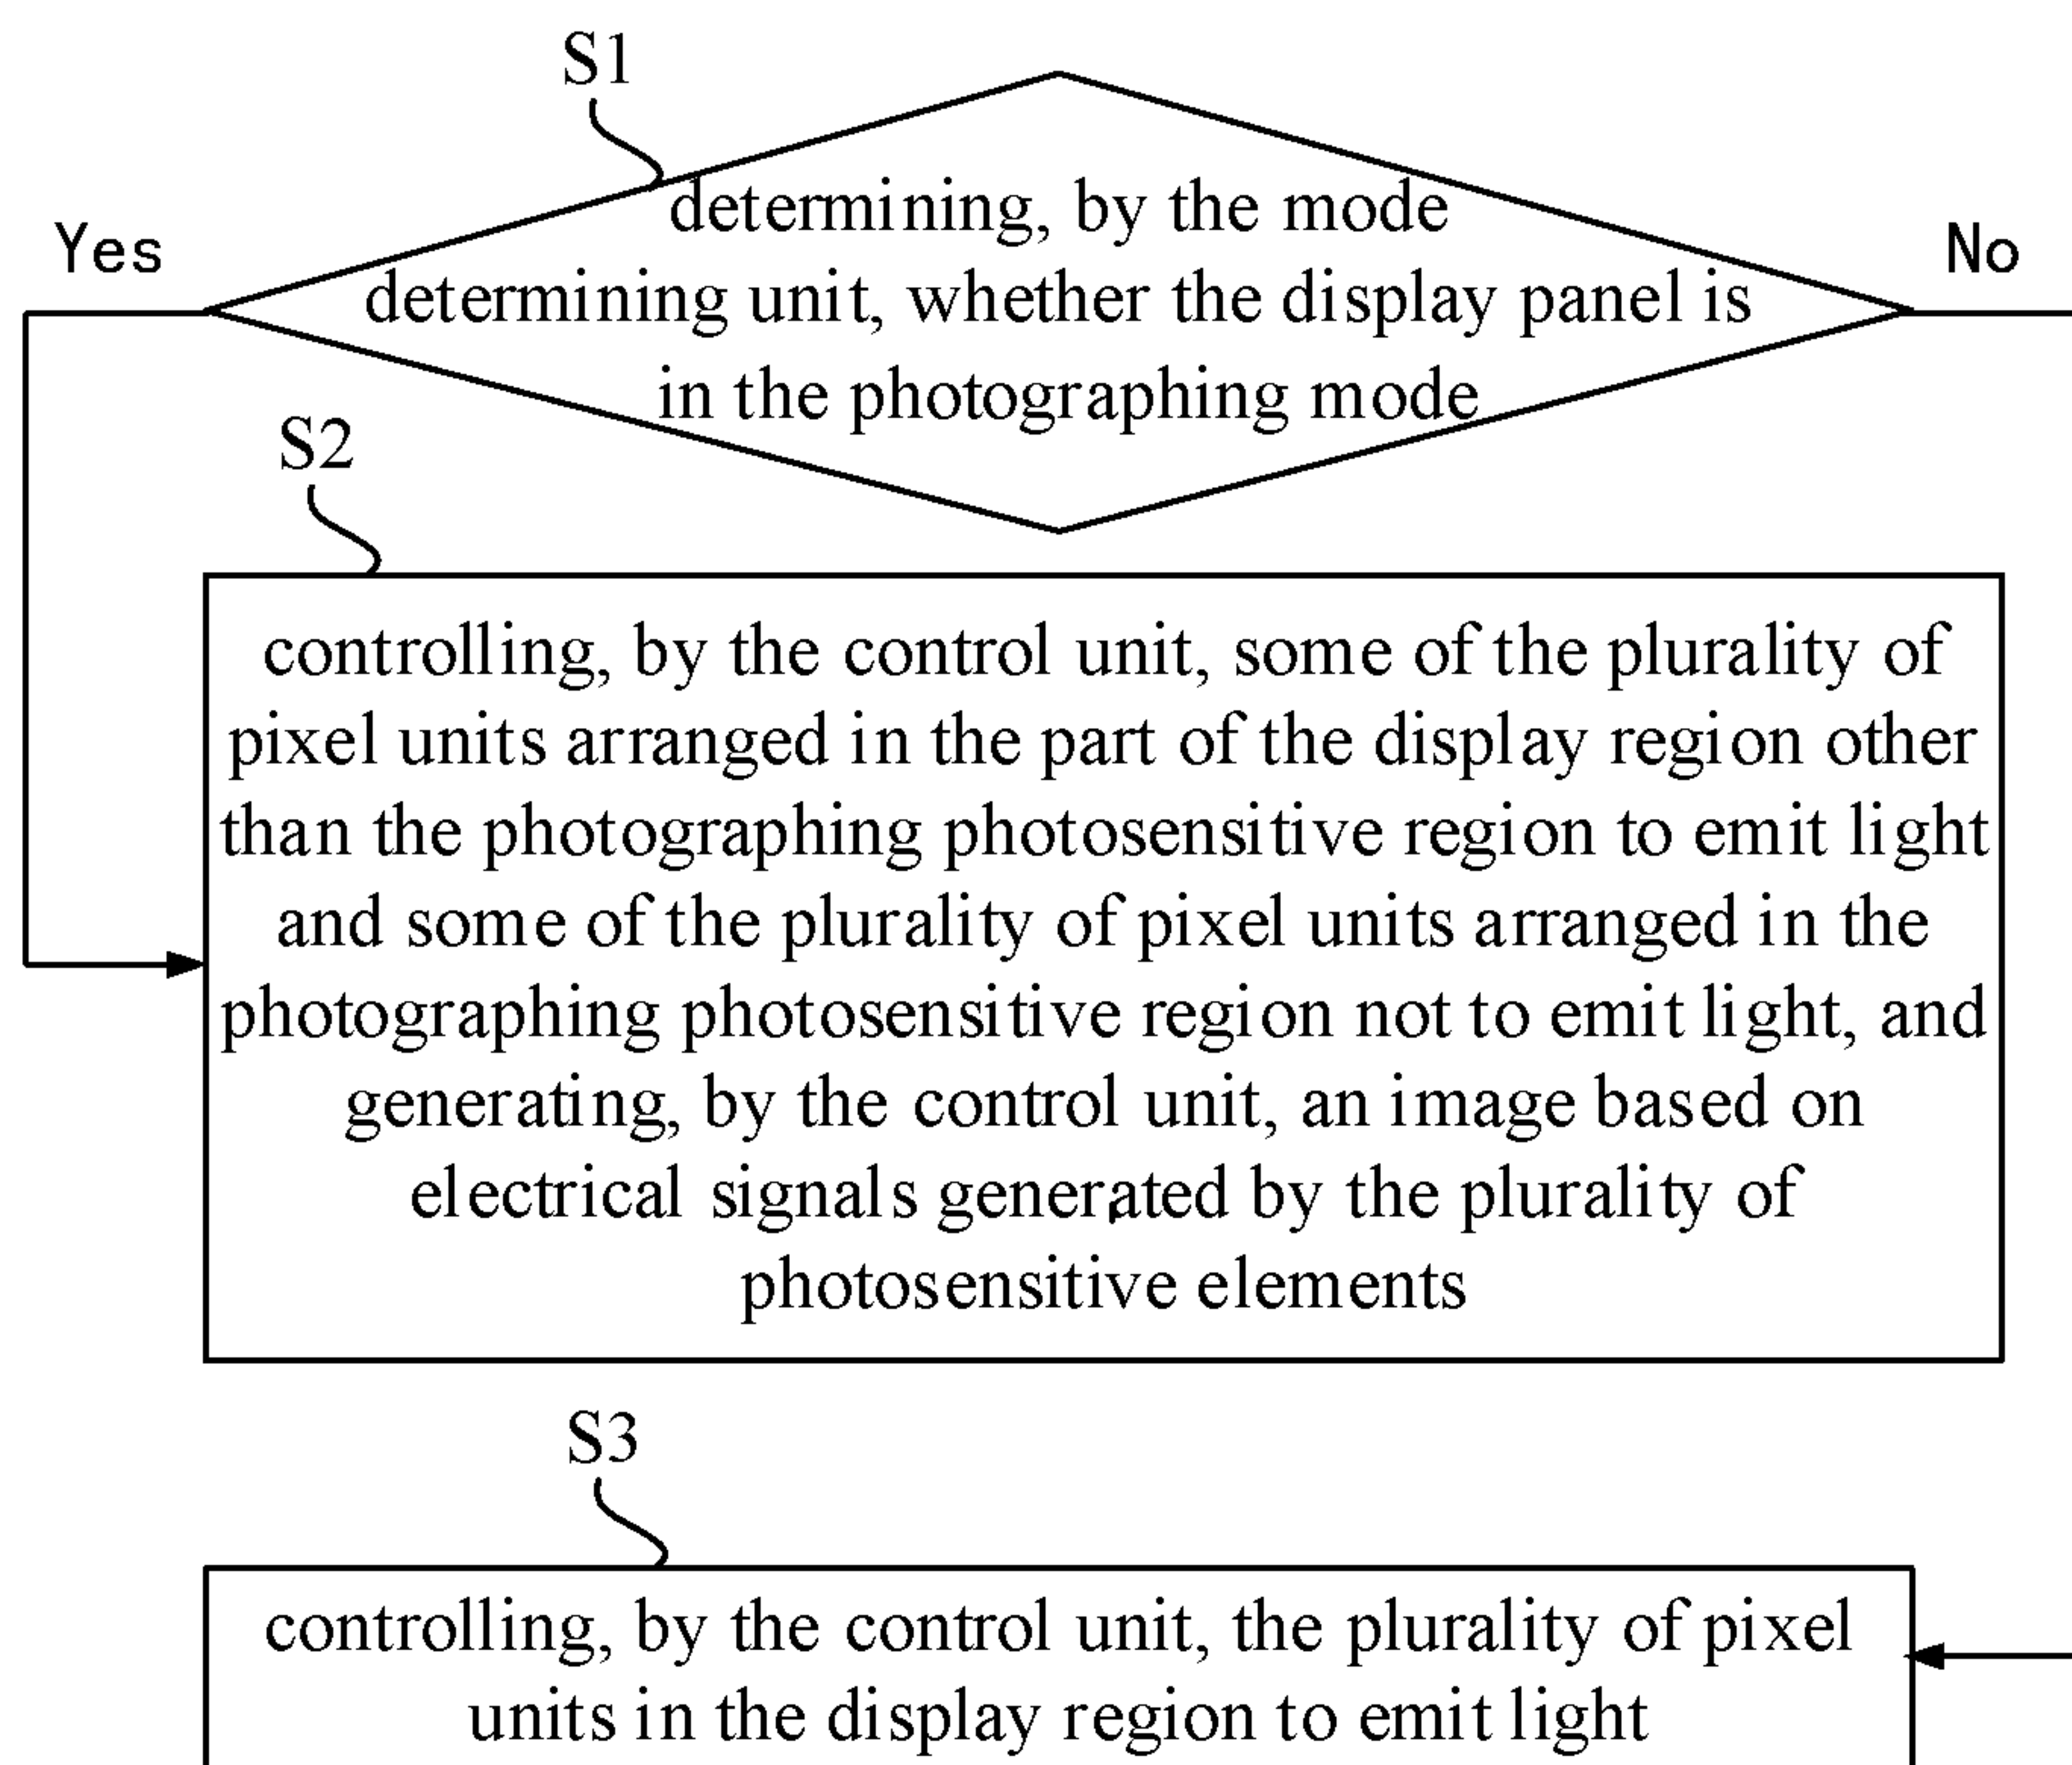 S1
determining, by the mode
determining unit, whether the display panel is
in the photographing mode
Yes
No
S2
controlling, by the control unit, some of the plurality of
pixel units arranged in the part of the display region other
than the photographing photosensitive region to emit light
and some of the plurality of pixel units arranged in the
photographing photosensitive region not to emit light, and
generating, by the control unit, an image based on
electrical signals generated by the plurality of
photosensitive elements
S3
controlling, by the control unit, the plurality of pixel
units in the display region to emit light